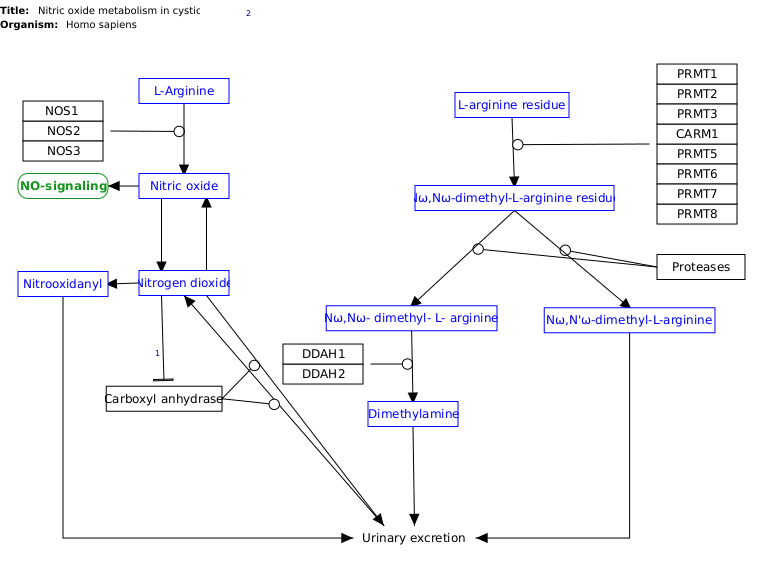 Title: Nitric oxide metabolism in cystic
2
Organism: Homo sapiens
PRMT1
PRMT2
PRMT3
CARM1
PRMT5
PRMT6
PRMT7
PRMT8
L-Arginine
L-arginine residue
NOS1
NOS2
NOS3
NO-signaling
Nitric oxide
Nω,Nω-dimethyl-L-arginine residu
Proteases
Nitrooxidanyl
Nitrogen dioxide
Nω,Nω- dimethyl- L- arginine
Nω,N'ω-dimethyl-L-arginine
1
DDAH1
DDAH2
Carboxyl anhydrase
Dimethylamine
Urinary excretion